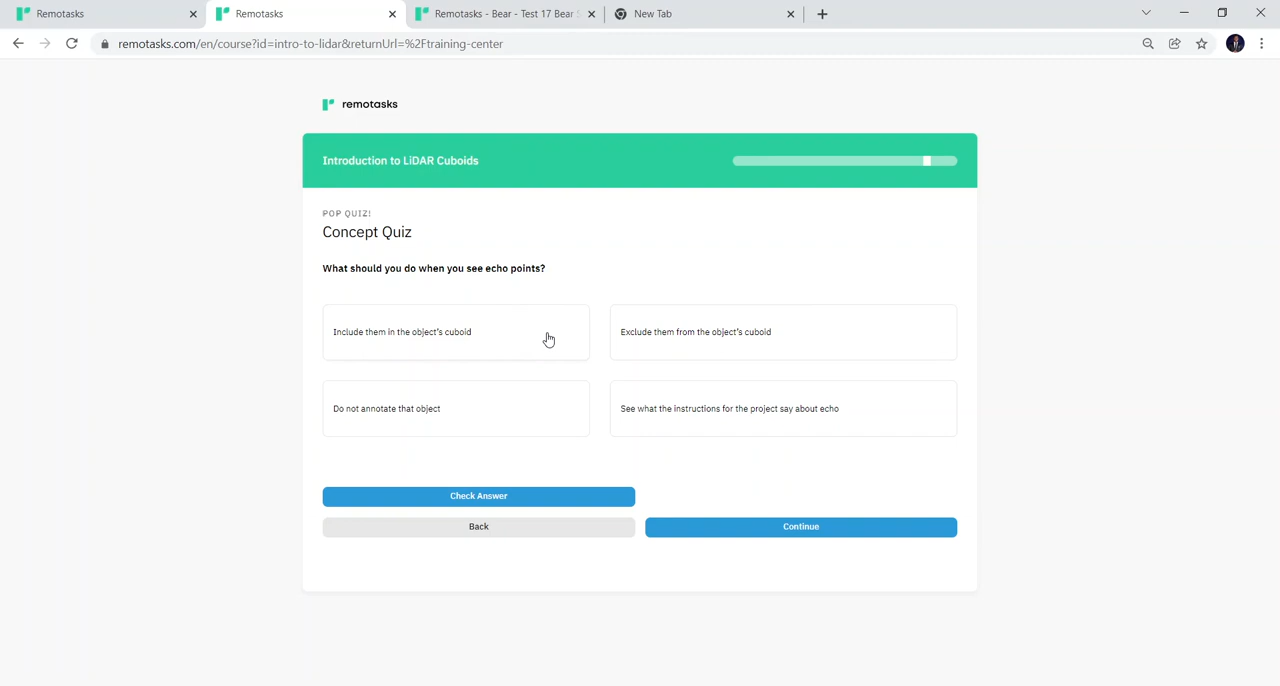 Remotasks
Remotasks
Remotasks - Bear - Test 17 Bear S
New Tab
remotasks.com/en/course?id=intro-to-lidar&returnUrl=%2Ftraining-center
remotasks
Introduction to LiDAR Cuboids
POP QUIZ!
Concept Quiz
What should you do when you see echo points?
Include them in the object's cuboid
Exclude them from the object's cuboid
Do not annotate that object
See what the instructions for the project say about echo
Check Answer
Back
Continue